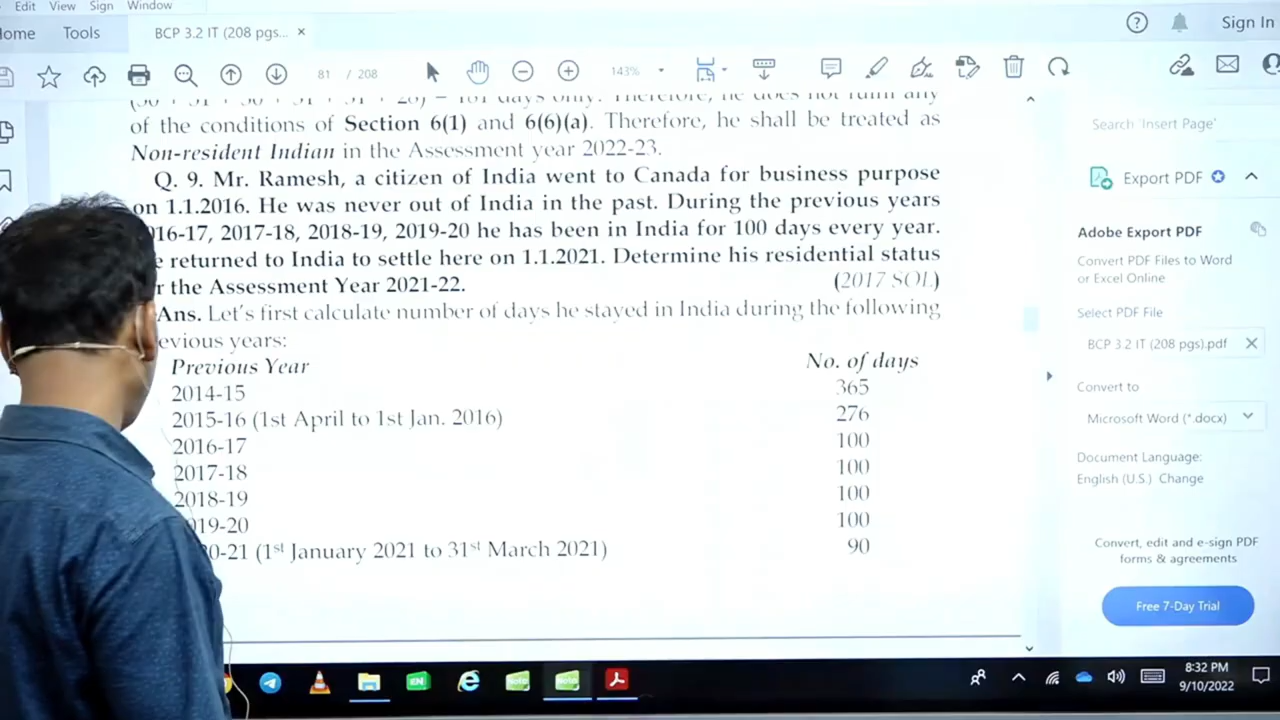 Edit View Sign Window
Tools
BCP 3.2 IT (208 pgs... ×
Sign In
81 / 208
143%
of the conditions of Section 6(1) and 6(6)(a). Therefore, he shall be treated as
Non-resident Indian in the Assessment year 2022-23.
Q. 9. Mr. Ramesh, a citizen of India went to Canada for business purpose
on 1.1.2016. He was never out of India in the past. During the previous years
16-17, 2017-18, 2018-19, 2019-20 he has been in India for 100 days every year.
returned to India to settle here on 1.1.2021. Determine his residential status
the Assessment Year 2021-22. (2017 SOL)
Ans. Let's first calculate number of days he stayed in India during the following
evious years:
Previous Year No. of days
2014-15 365
2015-16 (1st April to 1st Jan. 2016) 276
2016-17 100
2017-18 100
2018-19 100
19-20 100
0-21 (1st January 2021 to 31st March 2021) 90
Search 'Insert Page'
Export PDF
Adobe Export PDF
Convert PDF Files to Word
or Excel Online
Select PDF File
BCP 3.2 IT (208 pgs).pdf ×
Convert to
Microsoft Word (*.docx)
Document Language:
English (U.S.) Change
Convert, edit and e-sign PDF
forms & agreements
Free 7-Day Trial
8:32 PM
9/10/2022